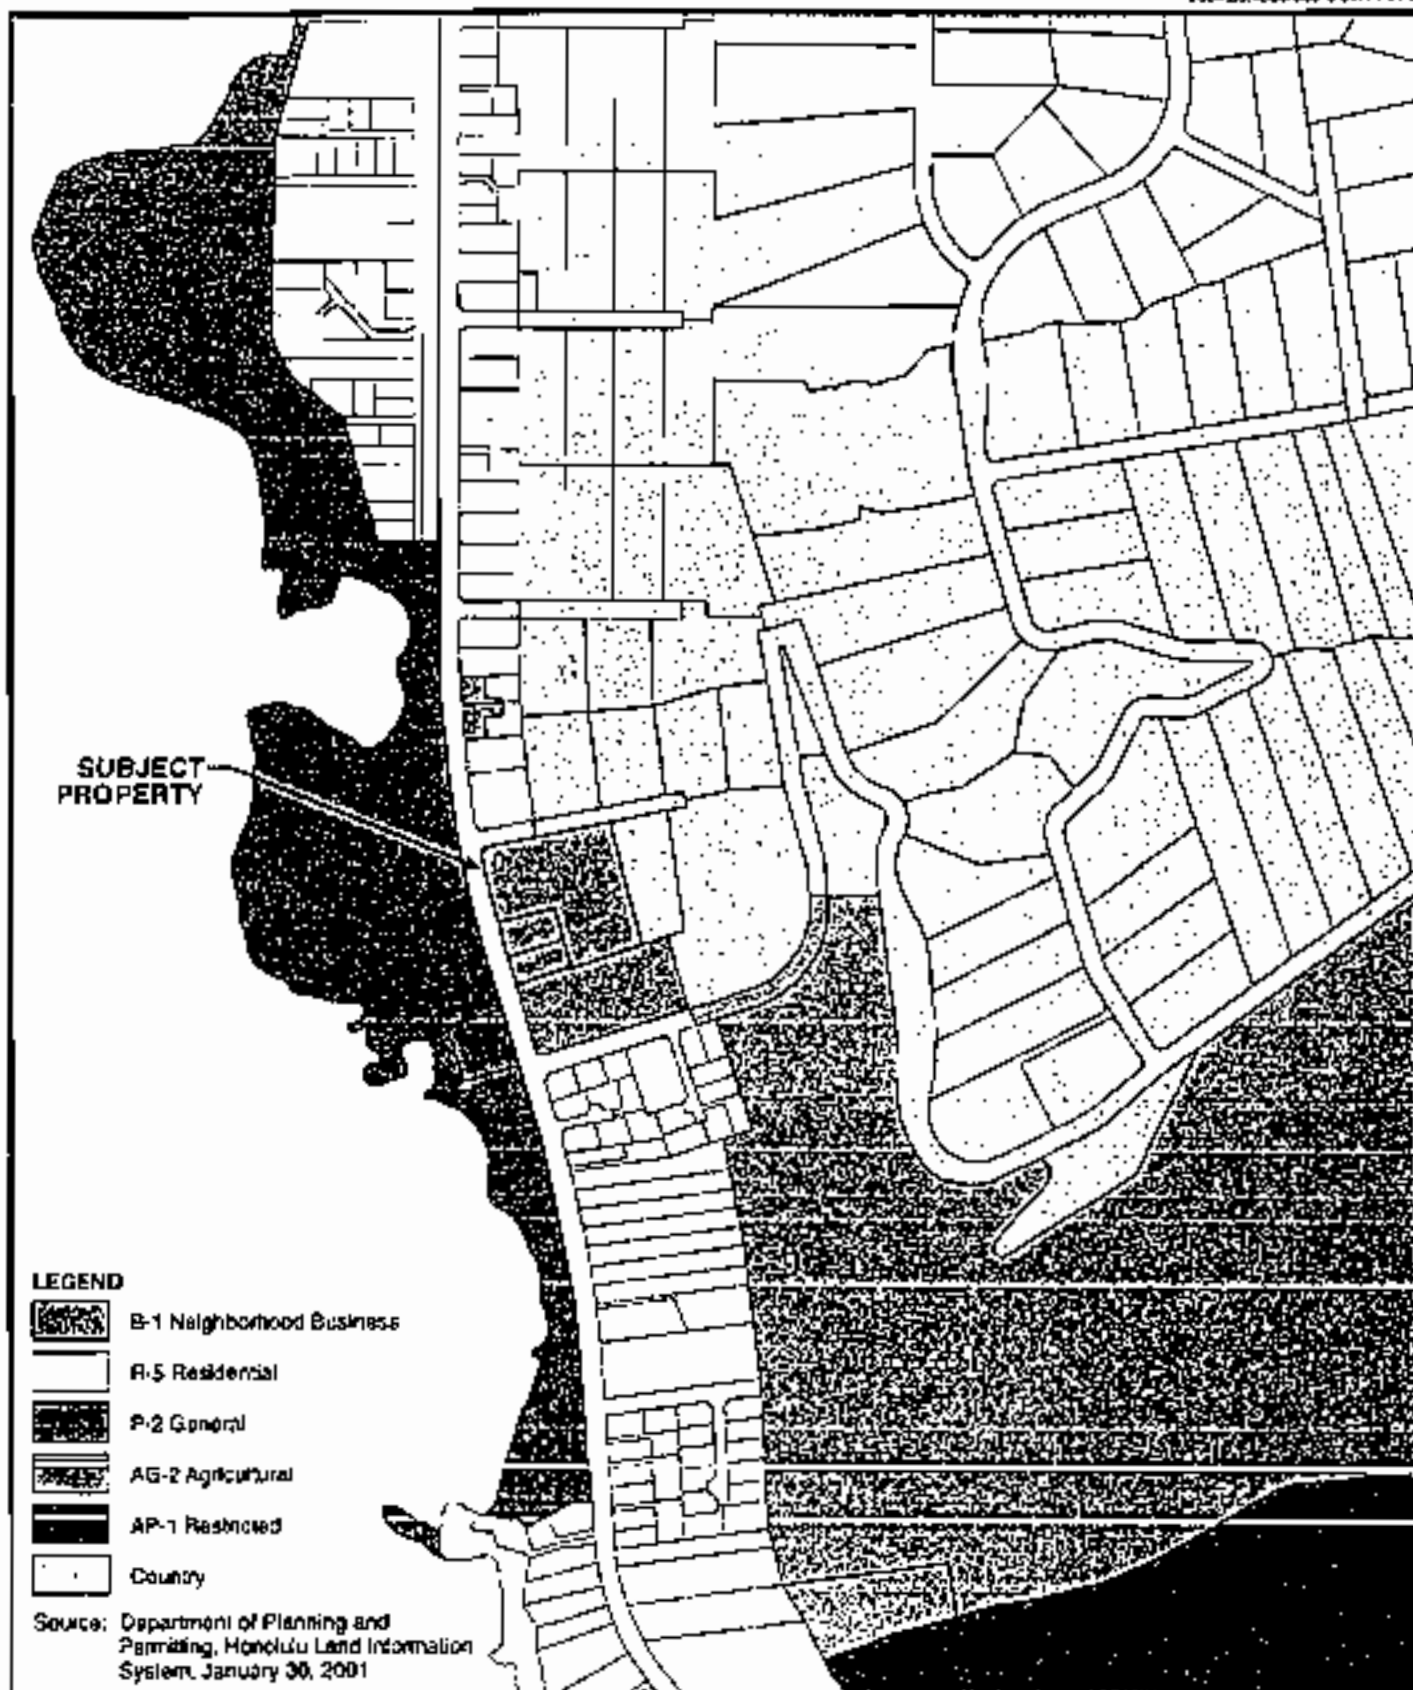 SUBJECT
PROPERTY
LEGEND
B-1 Neighborhood Business
R-5 Residential
P-2 General
AG-2 Agricultural
AP-1 Restricted
Country
Source: Department of Planning and
Permitting, Honolulu Land Information
System, January 30, 2001